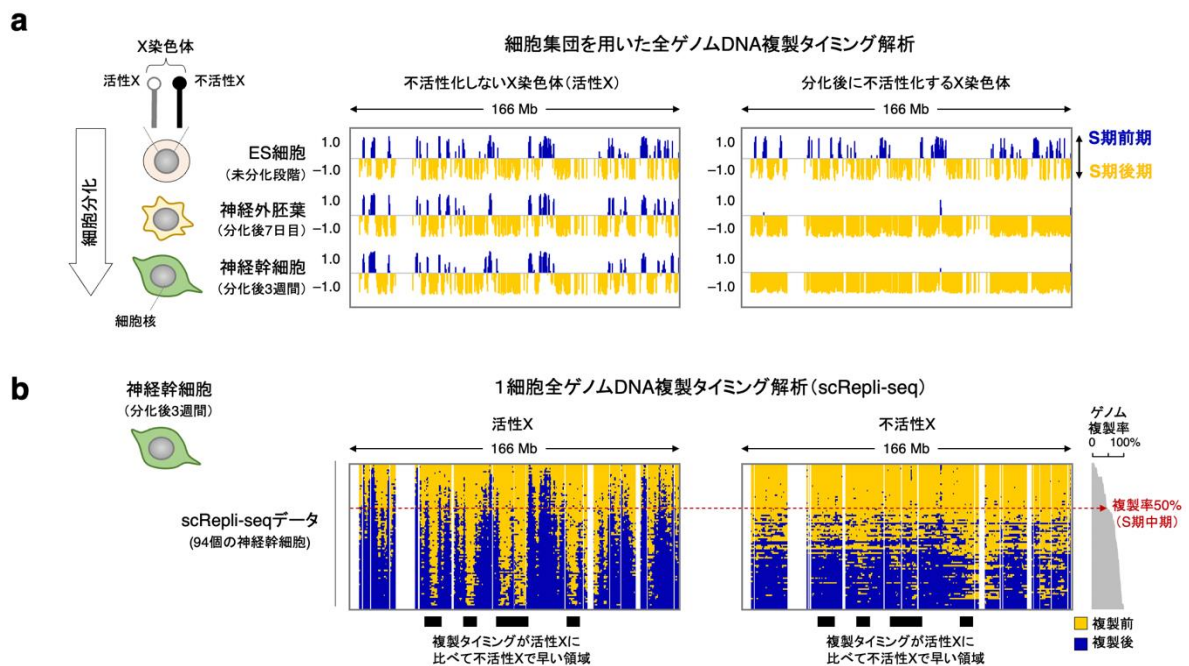 a
X染色体
活性X 不活性X
細胞集団を用いた全ゲノムDNA複製タイミング解析
不活性化しないX染色体(活性X)
分化後に不活性化するX染色体
166 Mb
166 Mb
細胞分化
ES細胞
(未分化段階)
1.0
−1.0
1.0
−1.0
S期前期
S期後期
神経外胚葉
(分化後7日目)
1.0
−1.0
1.0
−1.0
神経幹細胞
(分化後3週間)
1.0
−1.0
1.0
−1.0
細胞核
b
神経幹細胞
(分化後3週間)
1細胞全ゲノムDNA複製タイミング解析(scRepli-seq)
活性X
不活性X
166 Mb
166 Mb
ゲノム
複製率
0 100%
scRepli-seqデータ
(94個の神経幹細胞)
複製率50%
(S期中期)
複製タイミングが活性Xに
比べて不活性Xで早い領域
複製タイミングが活性Xに
比べて不活性Xで早い領域
複製前
複製後